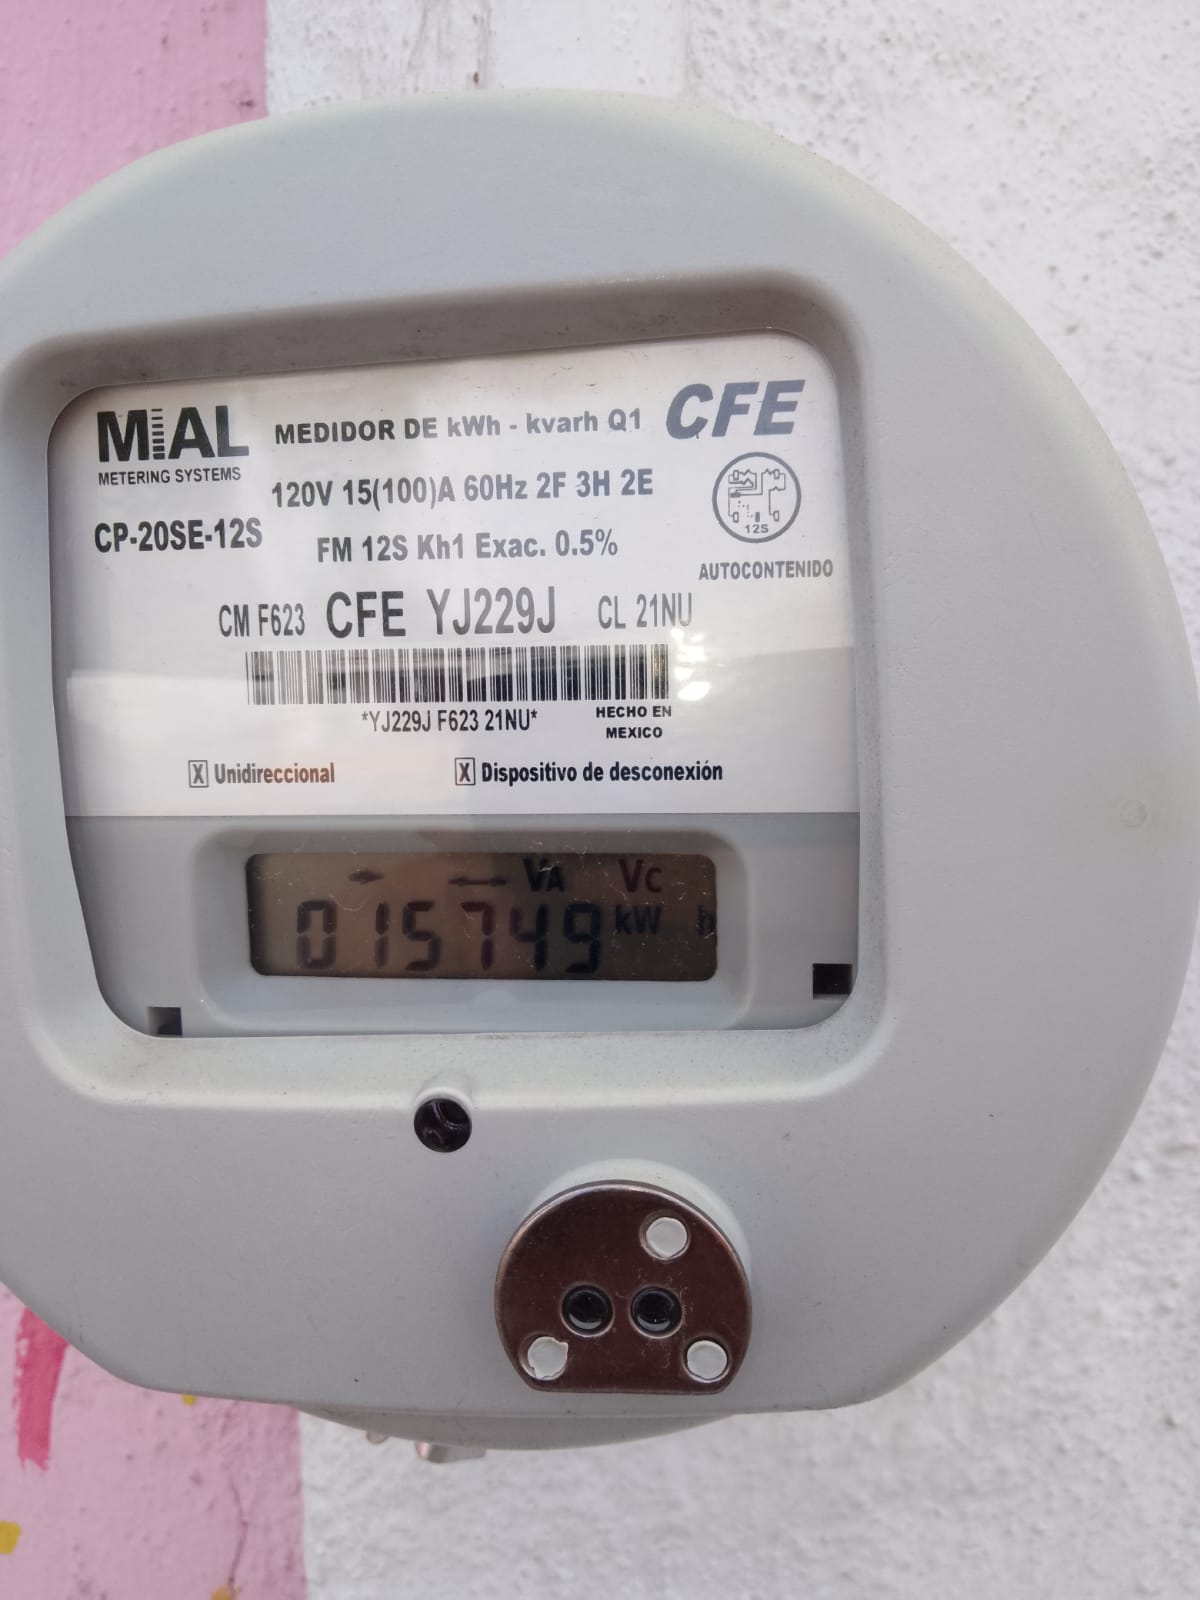 MIAL
METERING SYSTEMS
MEDIDOR DE kWh - kvarh Q1
CFE
120V 15(100)A 60Hz 2F 3H 2E
CP-20SE-12S
FM 12S Kh1 Exac. 0.5%
12S
AUTOCONTENIDO
CM F623 CFE YJ229J CL 21NU
*YJ229J F623 21NU*
HECHO EN
MEXICO
X Unidireccional
X Dispositivo de desconexión
VA VC
015749 kW h